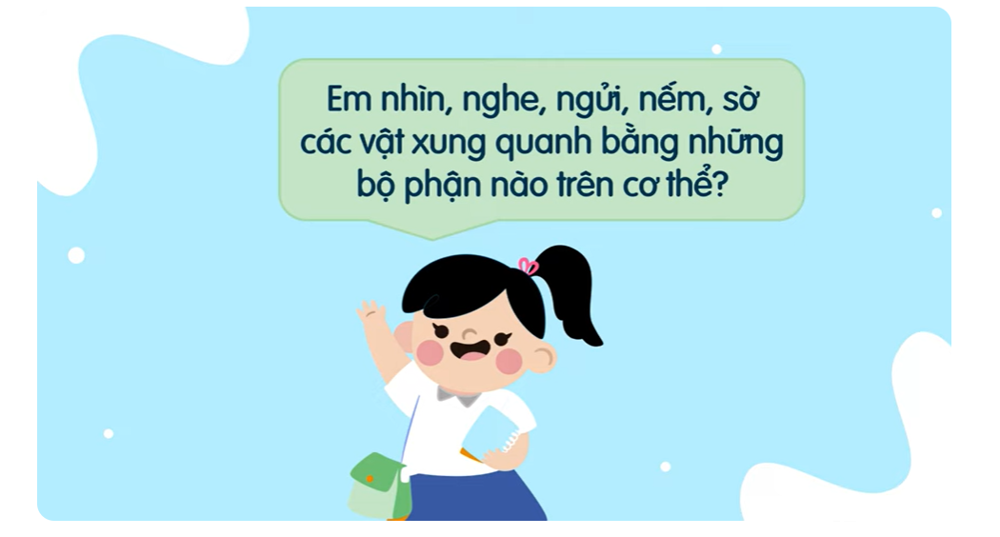 Em nhìn, nghe, ngửi, nếm, sờ
các vật xung quanh bằng những
bộ phận nào trên cơ thể?